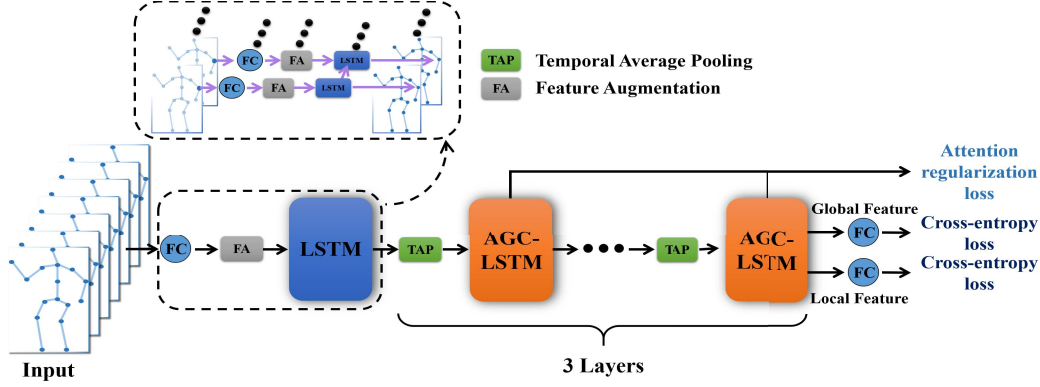 FC
FA
LSTM
FC
FA
LSTM
TAP
Temporal Average Pooling
FA
Feature Augmentation
Attention
regularization
loss
FC
FA
LSTM
TAP
AGC-
LSTM
TAP
AGC-
LSTM
Global Feature
FC
Cross-entropy
loss
FC
Cross-entropy
loss
Local Feature
Input
3 Layers